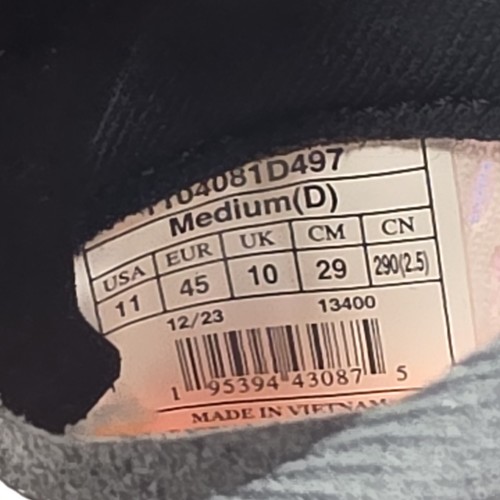 1104081D497
Medium(D)
USA EUR UK CM CN
11 45 10 29 290(2.5)
12/23 13400
1 95394 43087 5
MADE IN VIETNAM